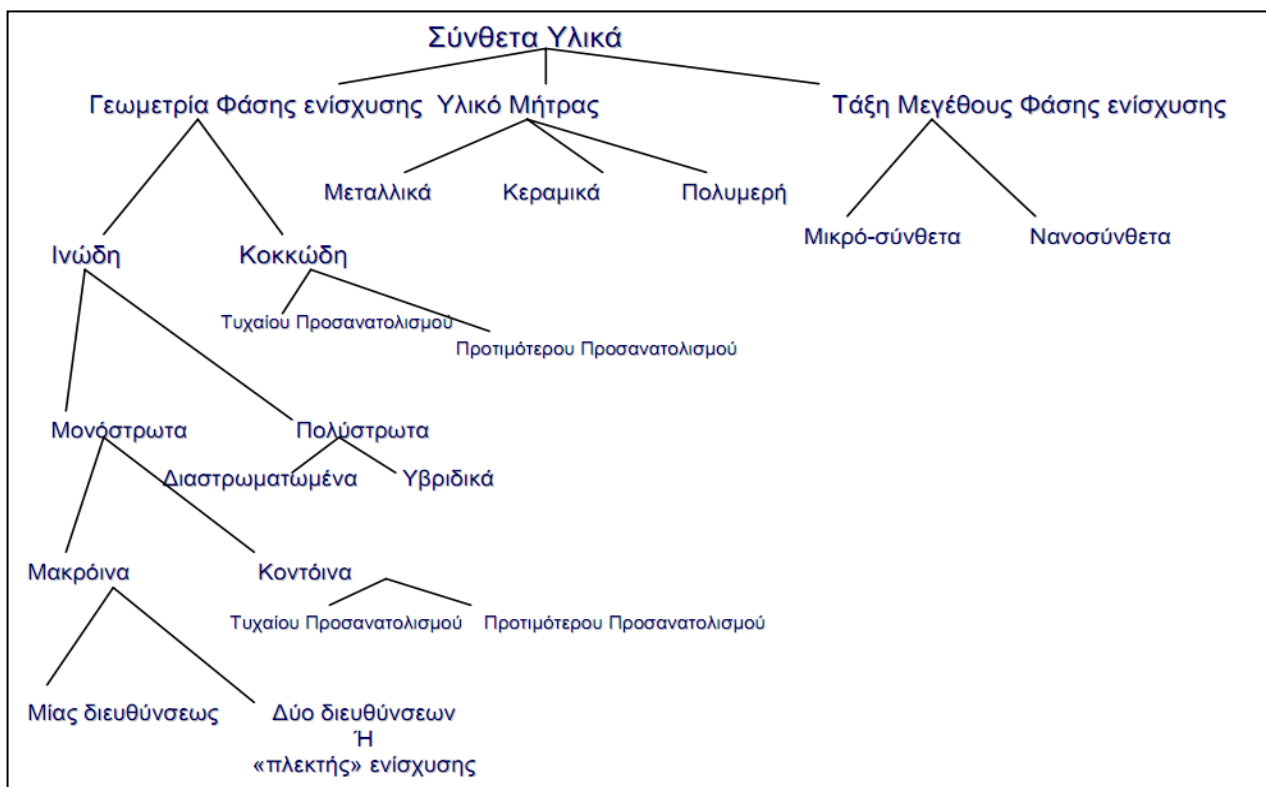 Σύνθετα Υλικά
Γεωμετρία Φάσης ενίσχυσης
Υλικό Μήτρας
Τάξη Μεγέθους Φάσης ενίσχυσης
Μεταλλικά
Κεραμικά
Πολυμερή
Μικρό-σύνθετα
Νανοσύνθετα
Ινώδη
Κοκκώδη
Τυχαίου Προσανατολισμού
Προτιμότερου Προσανατολισμού
Μονόστρωτα
Πολύστρωτα
Διαστρωματωμένα
Υβριδικά
Μακρόινα
Κοντόινα
Τυχαίου Προσανατολισμού
Προτιμότερου Προσανατολισμού
Μίας διευθύνσεως
Δύο διευθύνσεων
Ή
«πλεκτής» ενίσχυσης